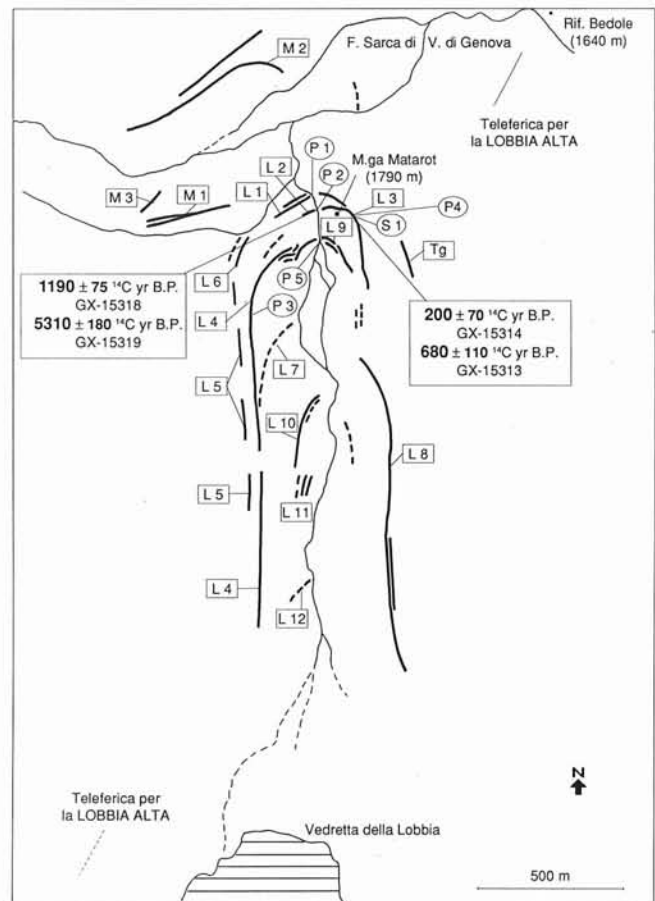 Rif. Bedole
(1640 m)
M 2
F. Sarca di V. di Genova
Teleferica per
la LOBBIA ALTA
P 1
L 2
P 2
M.ga Matarot
(1790 m)
M 3
M 1
L 1
L 3
P4
S 1
L 9
Tg
L 6
P 5
1190 ± 75 ¹⁴C yr B.P.
GX-15318
5310 ± 180 ¹⁴C yr B.P.
GX-15319
L 4
P 3
200 ± 70 ¹⁴C yr B.P.
GX-15314
680 ± 110 ¹⁴C yr B.P.
GX-15313
L 7
L 5
L 10
L 8
L 5
L 11
L 4
L 12
N
Teleferica per
la LOBBIA ALTA
Vedretta della Lobbia
500 m